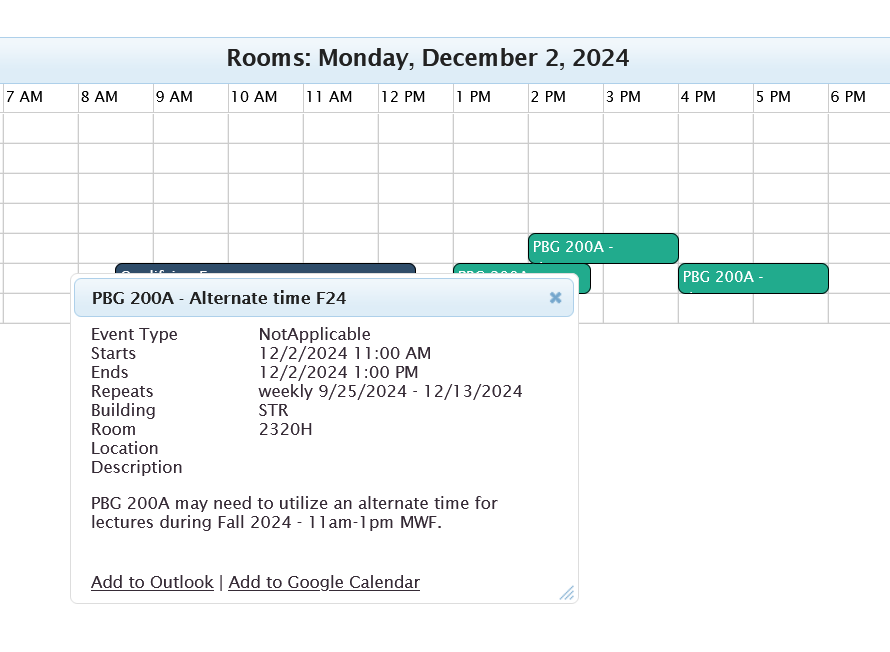 Rooms: Monday, December 2, 2024
7 AM 8 AM 9 AM 10 AM 11 AM 12 PM 1 PM 2 PM 3 PM 4 PM 5 PM 6 PM
PBG 200A -
PBG 200A -
PBG 200A -
PBG 200A - Alternate time F24
Event Type NotApplicable
Starts 12/2/2024 11:00 AM
Ends 12/2/2024 1:00 PM
Repeats weekly 9/25/2024 - 12/13/2024
Building STR
Room 2320H
Location
Description
PBG 200A may need to utilize an alternate time for
lectures during Fall 2024 - 11am-1pm MWF.
Add to Outlook | Add to Google Calendar